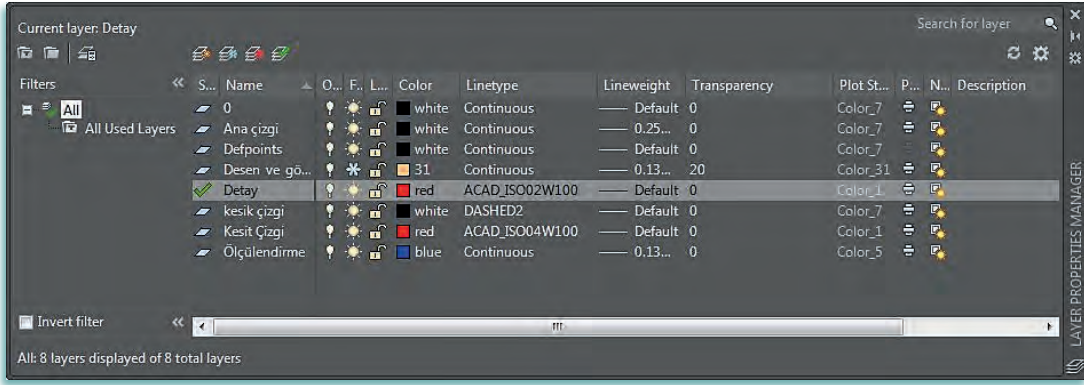 Current layer: Detay
Search for layer
Filters
S... Name O... F.. L... Color Linetype Lineweight Transparency Plot St... P... N... Description
All
All Used Layers
0 white Continuous Default 0 Color_7
Ana çizgi white Continuous 0.25... 0 Color_7
Defpoints white Continuous Default 0 Color_7
Desen ve gö... 31 Continuous 0.13... 20 Color_31
Detay red ACAD_ISO02W100 Default 0 Color_1
kesik çizgi white DASHED2 Default 0 Color_7
Kesit Çizgi red ACAD_ISO04W100 Default 0 Color_1
Ölçülendirme blue Continuous 0.13... 0 Color_5
Invert filter
All: 8 layers displayed of 8 total layers
LAYER PROPERTIES MANAGER